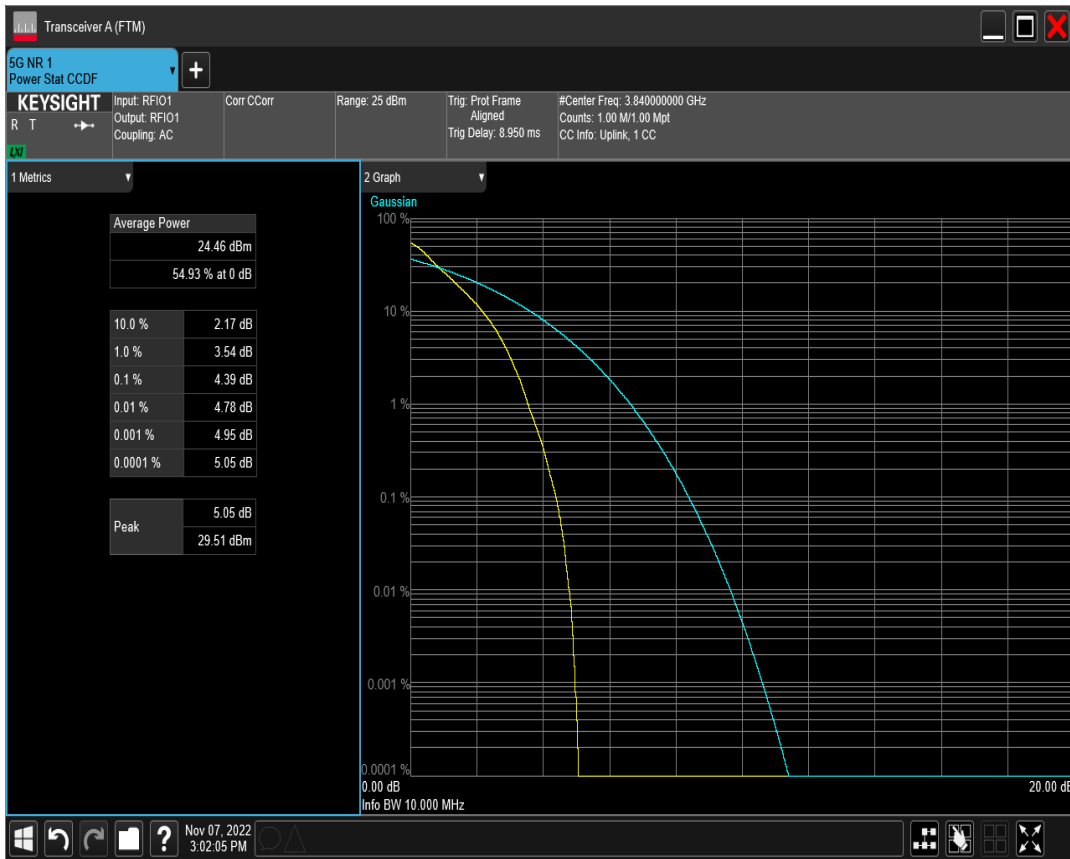 Transceiver A (FTM)
5G NR 1
Power Stat CCDF
+
KEYSIGHT
R T
LXI
Input: RFIO1
Output: RFIO1
Coupling: AC
Corr CCorr
Range: 25 dBm
Trig: Prot Frame
Aligned
Trig Delay: 8.950 ms
#Center Freq: 3.840000000 GHz
Counts: 1.00 M/1.00 Mpt
CC Info: Uplink, 1 CC
1 Metrics
Average Power
24.46 dBm
54.93 % at 0 dB
10.0 % 2.17 dB
1.0 % 3.54 dB
0.1 % 4.39 dB
0.01 % 4.78 dB
0.001 % 4.95 dB
0.0001 % 5.05 dB
Peak
5.05 dB
29.51 dBm
2 Graph
Gaussian
100 %
10 %
1 %
0.1 %
0.01 %
0.001 %
0.0001 %
0.00 dB
20.00 dB
Info BW 10.000 MHz
?
Nov 07, 2022
3:02:05 PM